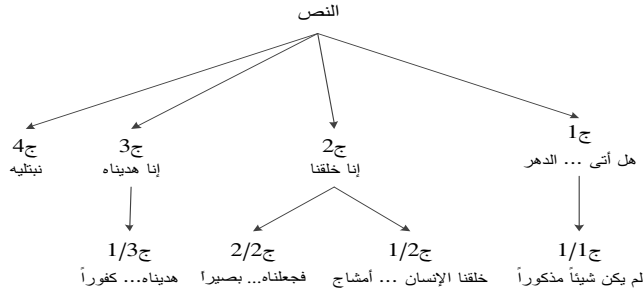 النص
ج1
هل أتى ... الدهر
ج2
إنا خلقنا
ج3
إنا هديناه
ج4
نبتليه
ج1/1
لم يكن شيئاً مذكوراً
ج1/2
خلقنا الإنسان ... أمشاج
ج2/2
فجعلناه... بصيراً
ج1/3
هديناه... كفوراً